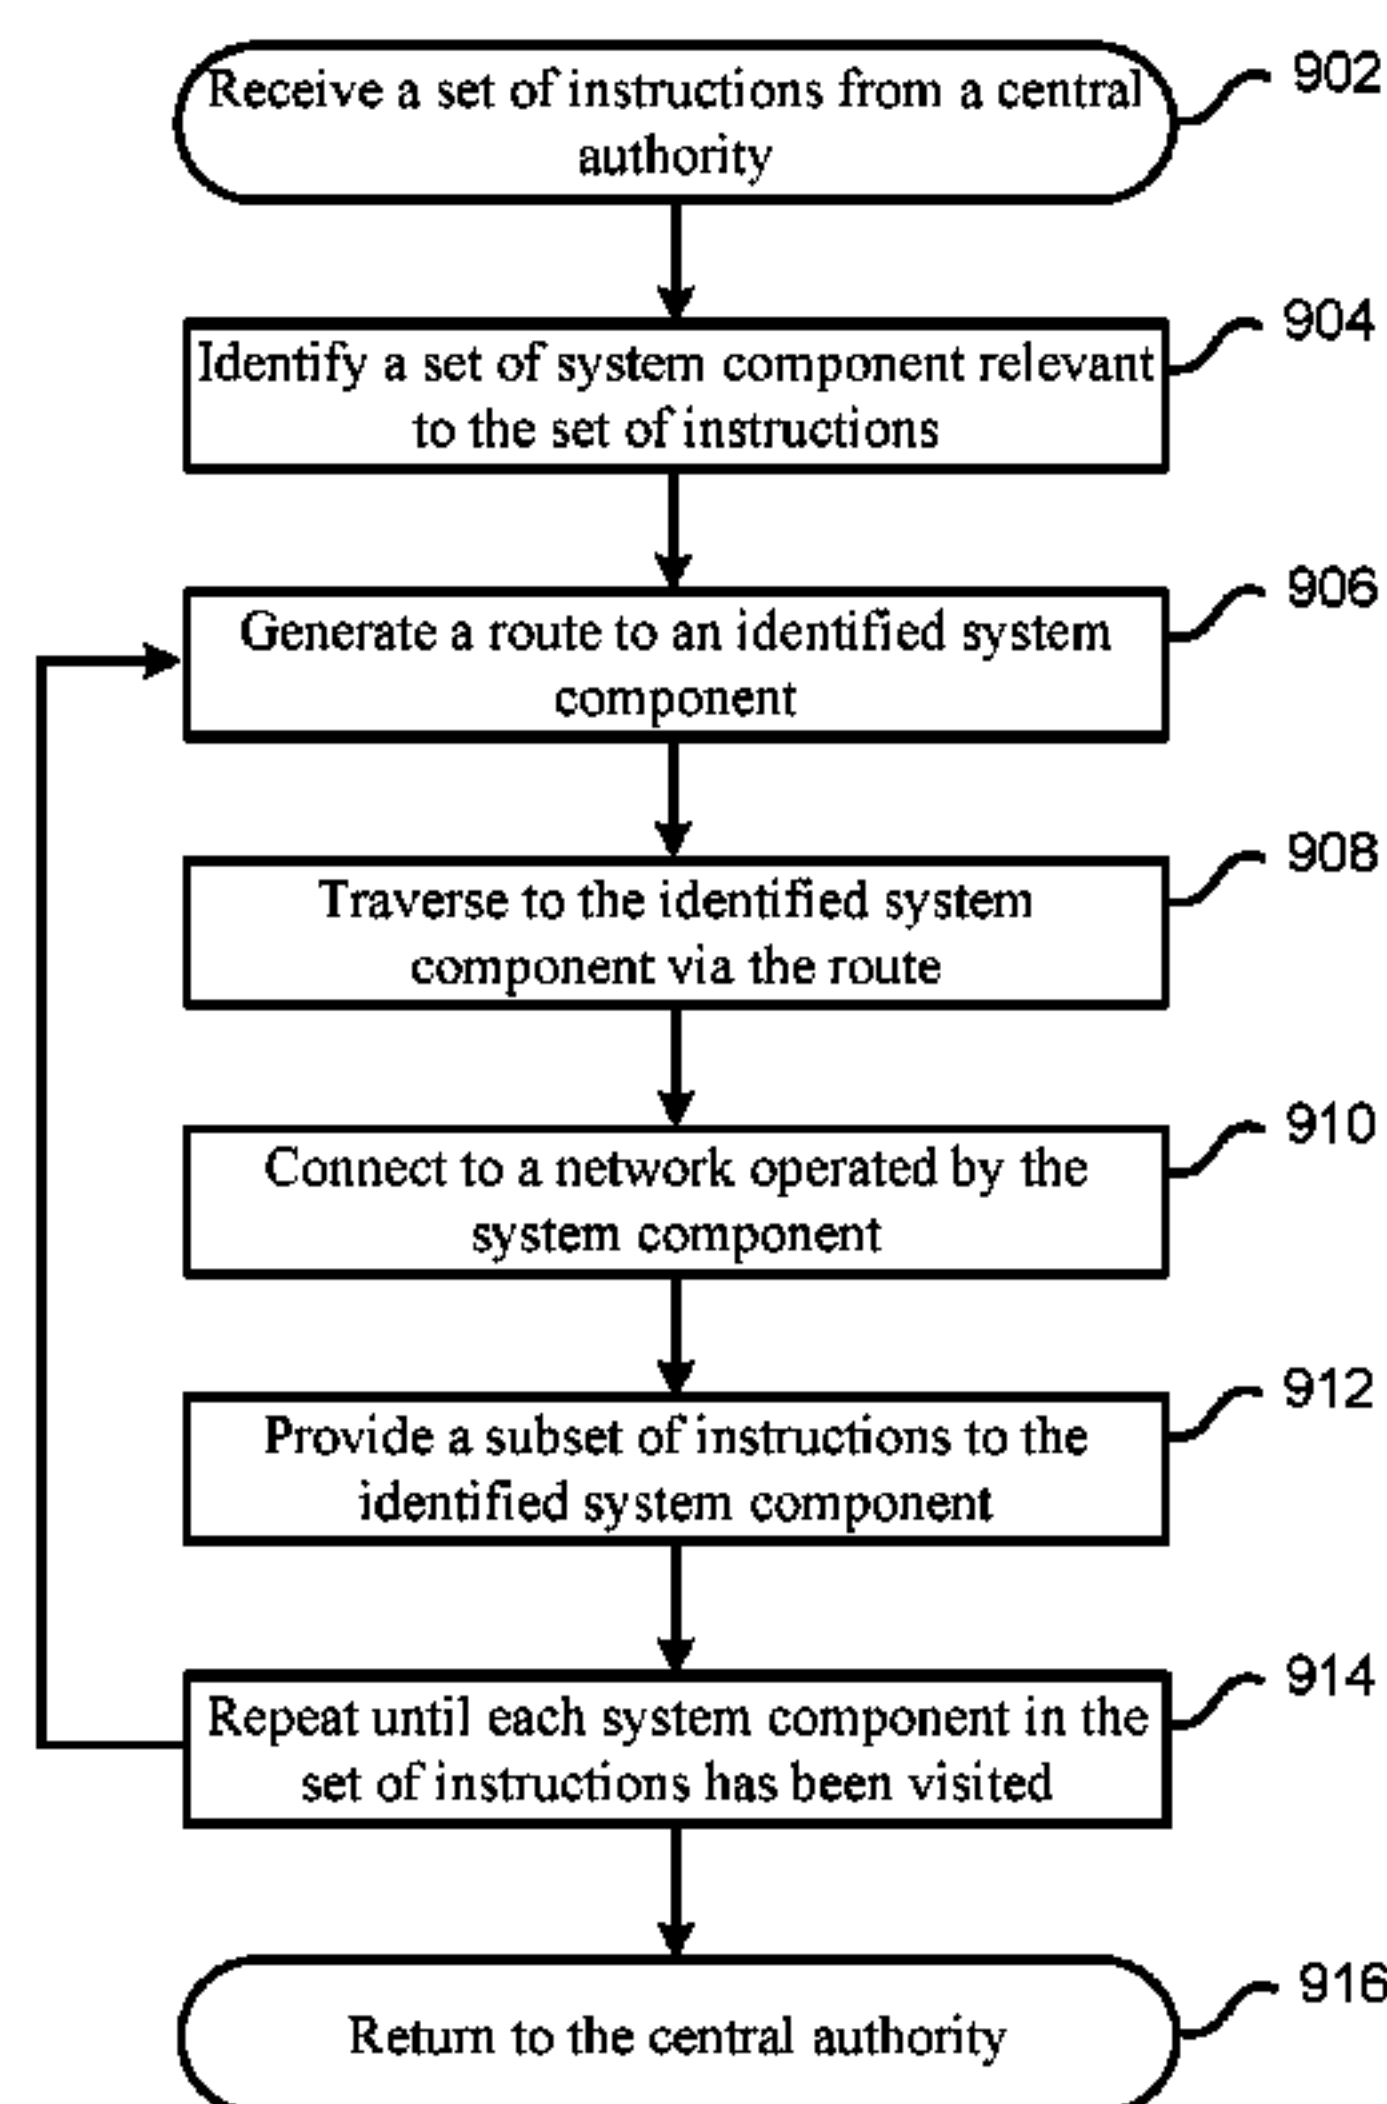 Receive a set of instructions from a central
authority
902
Identify a set of system component relevant
to the set of instructions
904
Generate a route to an identified system
component
906
Traverse to the identified system
component via the route
908
Connect to a network operated by the
system component
910
Provide a subset of instructions to the
identified system component
912
Repeat until each system component in the
set of instructions has been visited
914
Return to the central authority
916